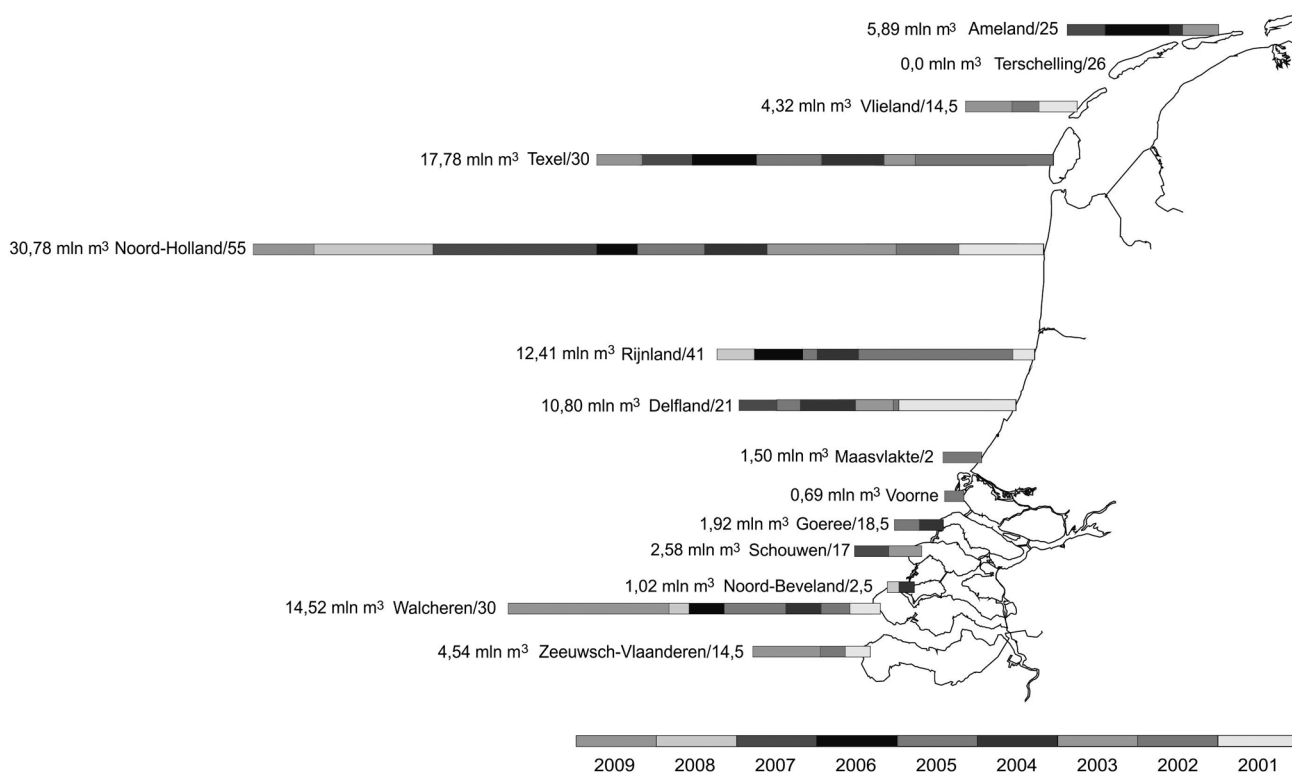 5,89 mln m³ Ameland/25
0,0 mln m³ Terschelling/26
4,32 mln m³ Vlieland/14,5
17,78 mln m³ Texel/30
30,78 mln m³ Noord-Holland/55
12,41 mln m³ Rijnland/41
10,80 mln m³ Delfland/21
1,50 mln m³ Maasvlakte/2
0,69 mln m³ Voorne
1,92 mln m³ Goeree/18,5
2,58 mln m³ Schouwen/17
1,02 mln m³ Noord-Beveland/2,5
14,52 mln m³ Walcheren/30
4,54 mln m³ Zeeuwsch-Vlaanderen/14,5
2009 2008 2007 2006 2005 2004 2003 2002 2001